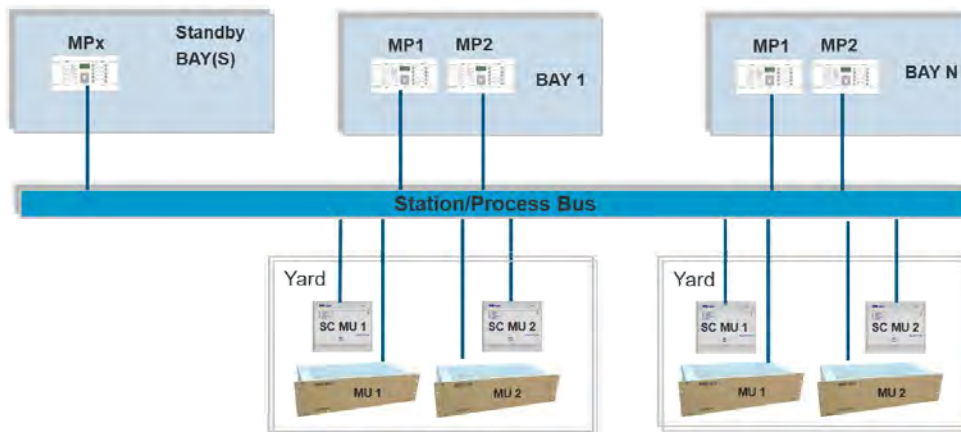 MPx
Standby
BAY(S)
MP1 MP2
BAY 1
MP1 MP2
BAY N
Station/Process Bus
Yard
SC MU 1
SC MU 2
MU 1
MU 2
Yard
SC MU 1
SC MU 2
MU 1
MU 2